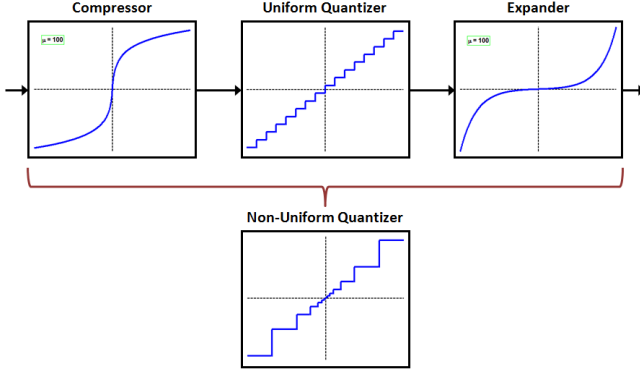 Compressor
Uniform Quantizer
Expander
μ = 100
μ = 100
Non-Uniform Quantizer